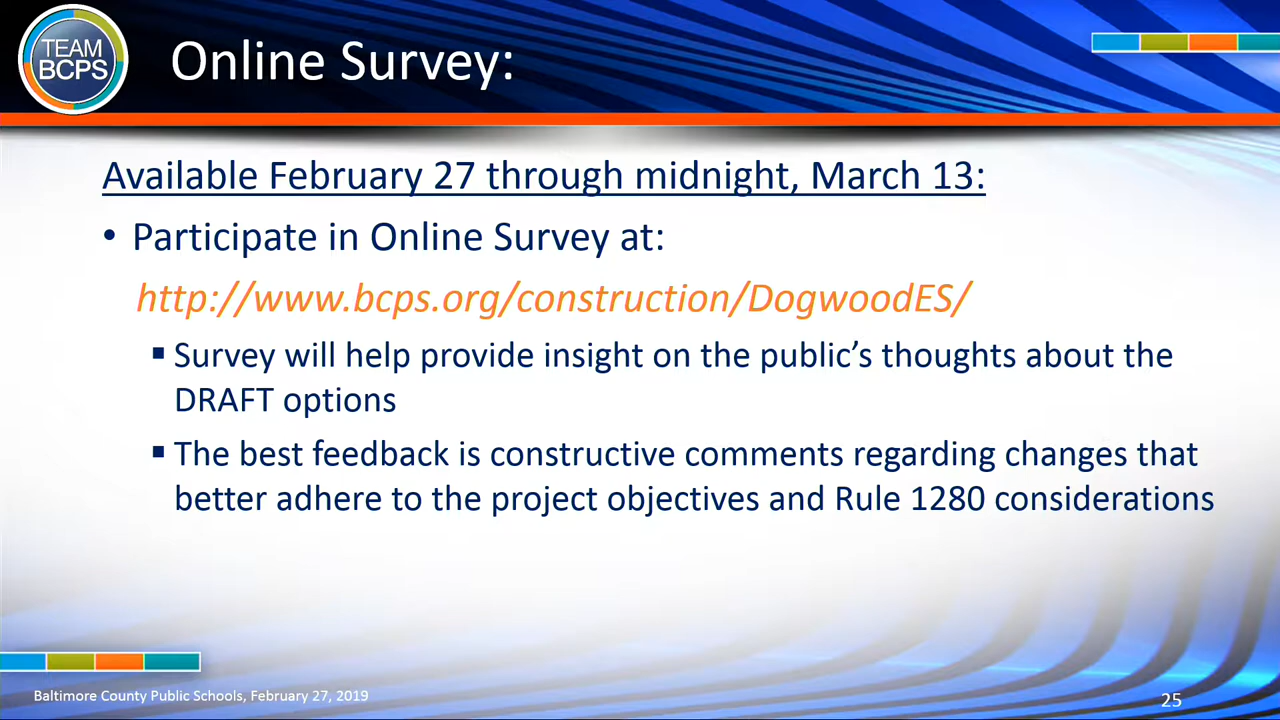 TEAM
BCPS
Online Survey:
Available February 27 through midnight, March 13:
• Participate in Online Survey at:
http://www.bcps.org/construction/DogwoodES/
▪ Survey will help provide insight on the public’s thoughts about the
DRAFT options
▪ The best feedback is constructive comments regarding changes that
better adhere to the project objectives and Rule 1280 considerations
Baltimore County Public Schools, February 27, 2019
25